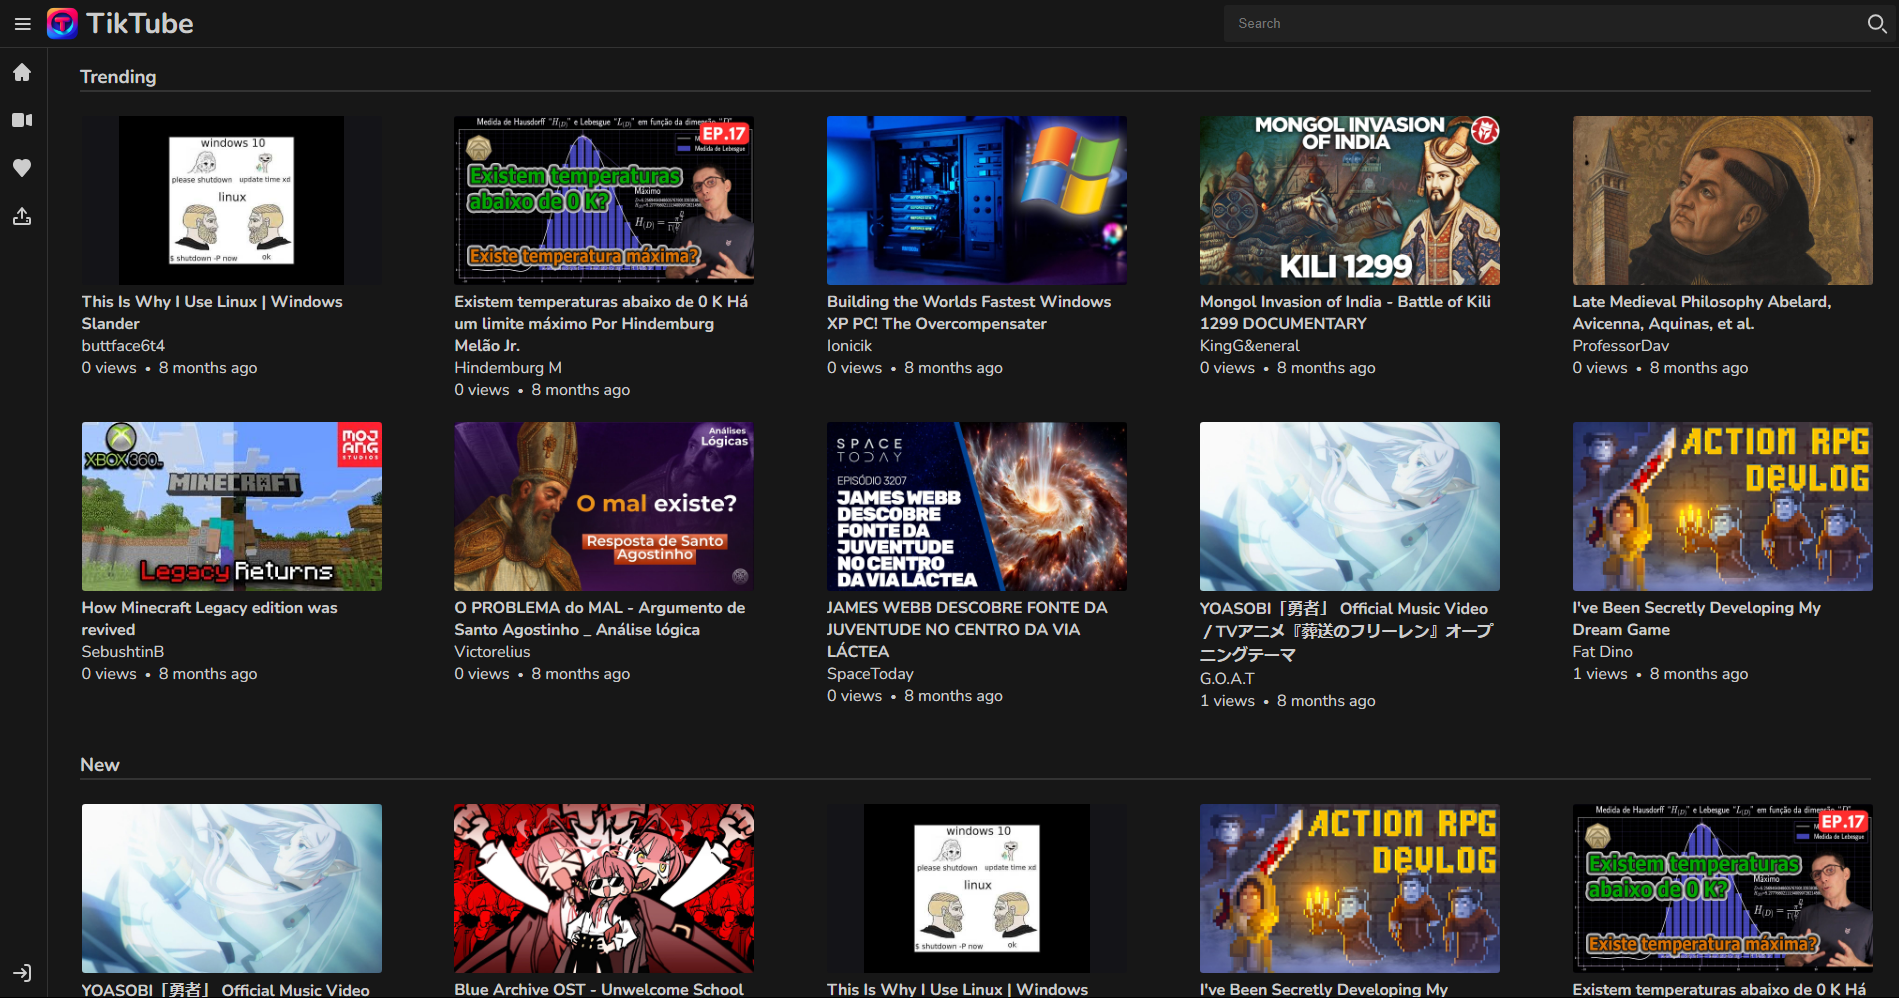 TikTube
Search
Trending
windows 10
please shutdown
update time xd
linux
$ shutdown -P now
ok
This Is Why I Use Linux | Windows
Slander
buttface6t4
0 views • 8 months ago
Medida de Hausdorff "H(D)" e Lebesgue "L(D)" em função da dimensão "D"
EP.17
Medida de Lebesgue
Existem temperaturas
abaixo de 0 K?
Máximo
Existe temperatura máxima?
Existem temperaturas abaixo de 0 K Há
um limite máximo Por Hindemburg
Melão Jr.
Hindemburg M
0 views • 8 months ago
Building the Worlds Fastest Windows
XP PC! The Overcompensater
Ionicik
0 views • 8 months ago
MONGOL INVASION
OF INDIA
KILI 1299
Mongol Invasion of India - Battle of Kili
1299 DOCUMENTARY
KingG&eneral
0 views • 8 months ago
Late Medieval Philosophy Abelard,
Avicenna, Aquinas, et al.
ProfessorDav
0 views • 8 months ago
XBOX 360
MOJ
ANG
STUDIOS
MINECRAFT
Legacy Returns
How Minecraft Legacy edition was
revived
SebushtinB
0 views • 8 months ago
Análises
Lógicas
O mal existe?
Resposta de Santo
Agostinho
O PROBLEMA do MAL - Argumento de
Santo Agostinho _ Análise lógica
Victorelius
0 views • 8 months ago
SPACE
TODAY
EPISÓDIO 3207
JAMES WEBB
DESCOBRE
FONTE DA
JUVENTUDE
NO CENTRO
DA VIA LÁCTEA
JAMES WEBB DESCOBRE FONTE DA
JUVENTUDE NO CENTRO DA VIA
LÁCTEA
SpaceToday
0 views • 8 months ago
YOASOBI「勇者」 Official Music Video
/ TVアニメ『葬送のフリーレン』オープ
ニングテーマ
G.O.A.T
1 views • 8 months ago
ACTION RPG
DEVLOG
I've Been Secretly Developing My
Dream Game
Fat Dino
1 views • 8 months ago
New
YOASOBI「勇者」 Official Music Video
Blue Archive OST - Unwelcome School
windows 10
please shutdown
update time xd
linux
$ shutdown -P now
ok
This Is Why I Use Linux | Windows
ACTION RPG
DEVLOG
I've Been Secretly Developing My
Medida de Hausdorff "H(D)" e Lebesgue "L(D)" em função da dimensão "D"
EP.17
Medida de Lebesgue
Existem temperaturas
abaixo de 0 K?
Máximo
Existe temperatura máxima?
Existem temperaturas abaixo de 0 K Há